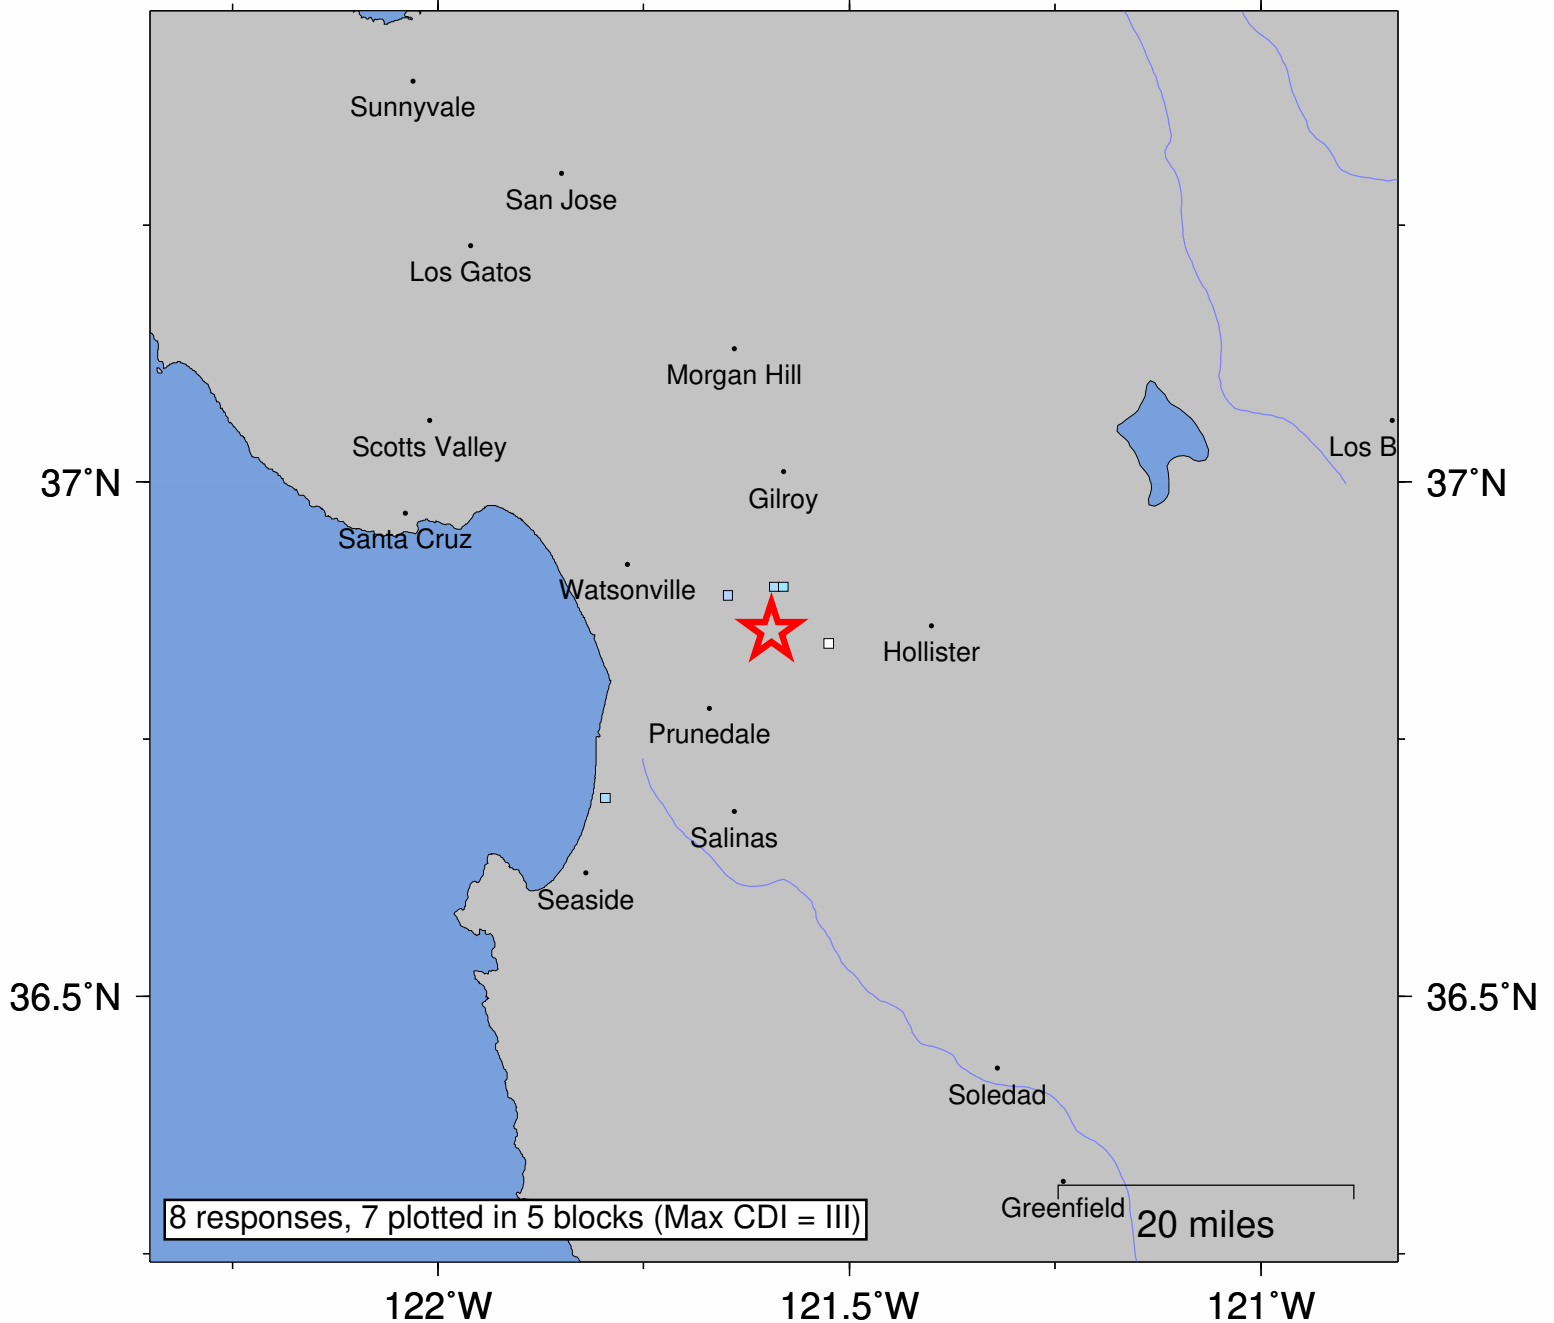 Sunnyvale
San Jose
Los Gatos
Morgan Hill
Scotts Valley
Los B
37˚N
37˚N
Gilroy
Santa Cruz
Watsonville
Hollister
Prunedale
Salinas
Seaside
36.5˚N
36.5˚N
Soledad
Greenfield
8 responses, 7 plotted in 5 blocks (Max CDI = III)
20 miles
122˚W
121.5˚W
121˚W